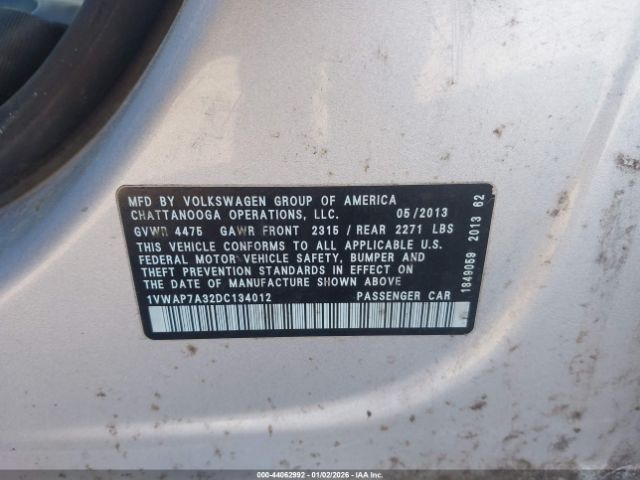 MFD BY VOLKSWAGEN GROUP OF AMERICA
CHATTANOOGA OPERATIONS, LLC. 05/2013
GVWR 4475 GAWR FRONT 2315 / REAR 2271 LBS
THIS VEHICLE CONFORMS TO ALL APPLICABLE U.S.
FEDERAL MOTOR VEHICLE SAFETY, BUMPER AND
THEFT PREVENTION STANDARDS IN EFFECT ON
THE DATE OF MANUFACTURE SHOWN ABOVE
1VWAP7A32DC134012 PASSENGER CAR
1849059 2013 62
000-44062992 - 01/02/2026 - IAAI, Inc.